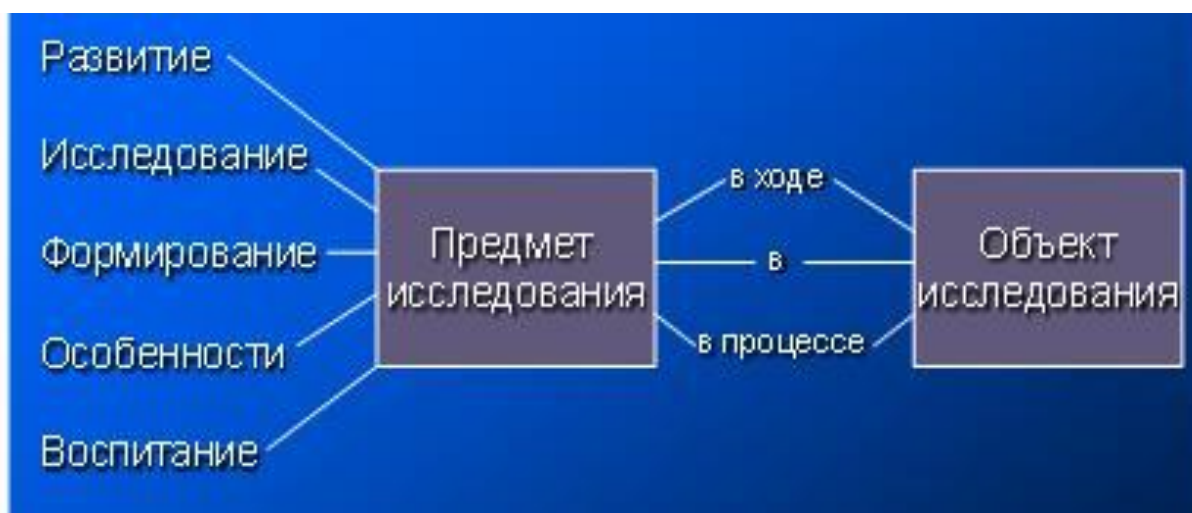 Развитие
Исследование
Формирование
Особенности
Воспитание
Предмет
исследования
в ходе
в
в процессе
Объект
исследования